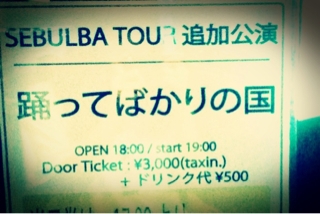 SEBULBA TOUR 追加公演
踊ってばかりの国
OPEN 18:00 / start 19:00
Door Ticket : ¥3,000(taxin.)
+ ドリンク代 ¥500